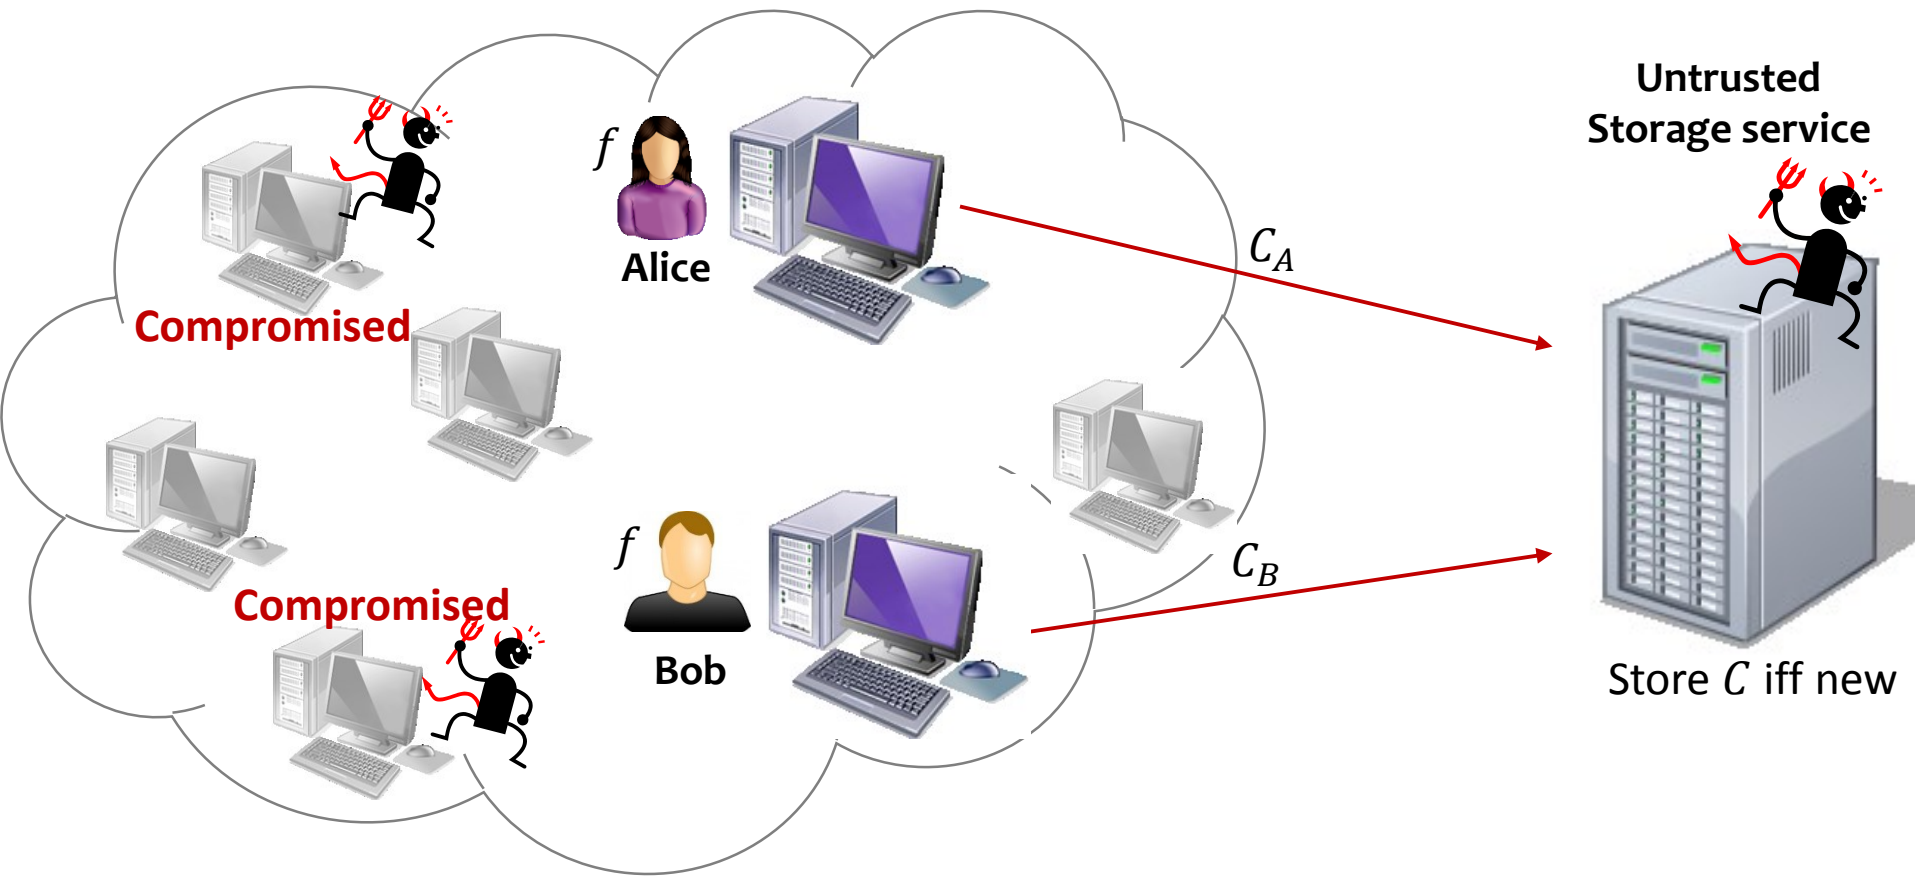 Untrusted
Storage service
f
Alice
C_A
Compromised
f
C_B
Compromised
Bob
Store C iff new